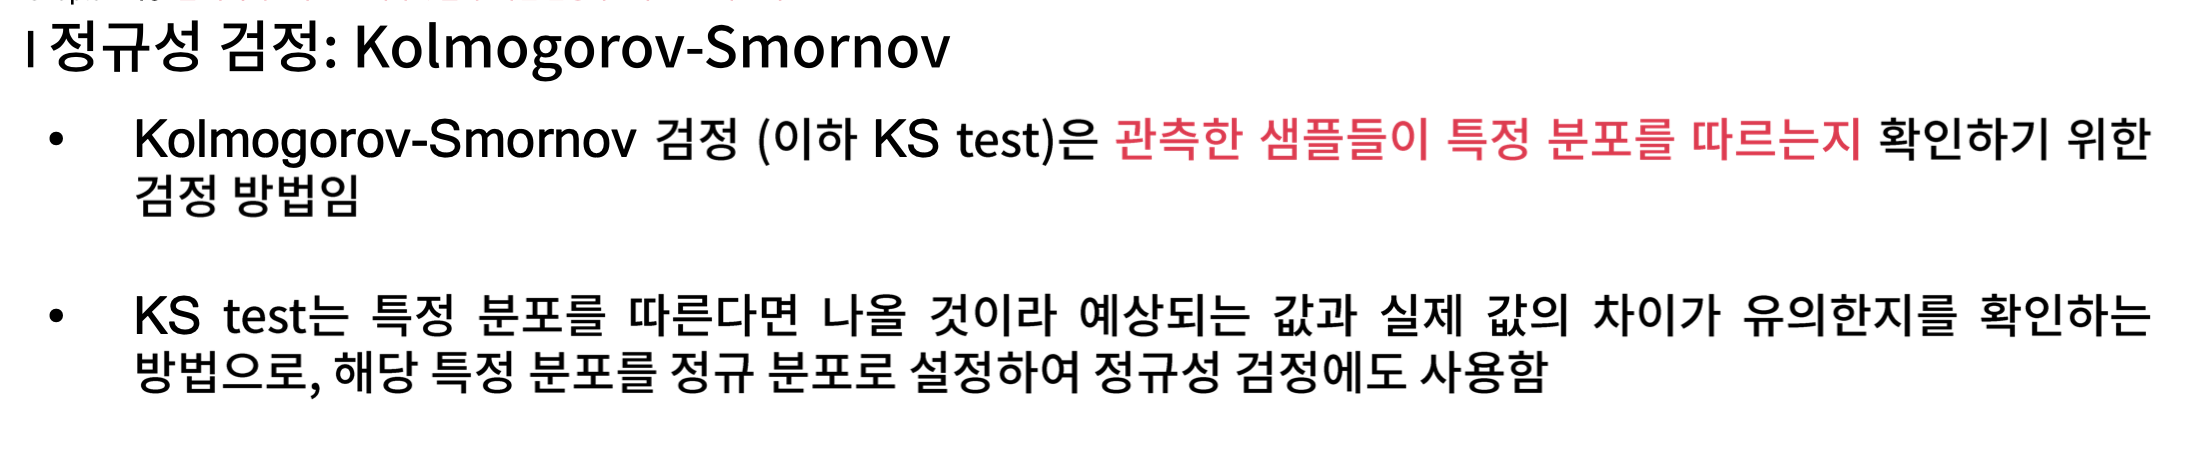 | 정규성 검정: Kolmogorov-Smornov
• Kolmogorov-Smornov 검정 (이하 KS test)은 관측한 샘플들이 특정 분포를 따르는지 확인하기 위한
검정 방법임
• KS test는 특정 분포를 따른다면 나올 것이라 예상되는 값과 실제 값의 차이가 유의한지를 확인하는
방법으로, 해당 특정 분포를 정규 분포로 설정하여 정규성 검정에도 사용함